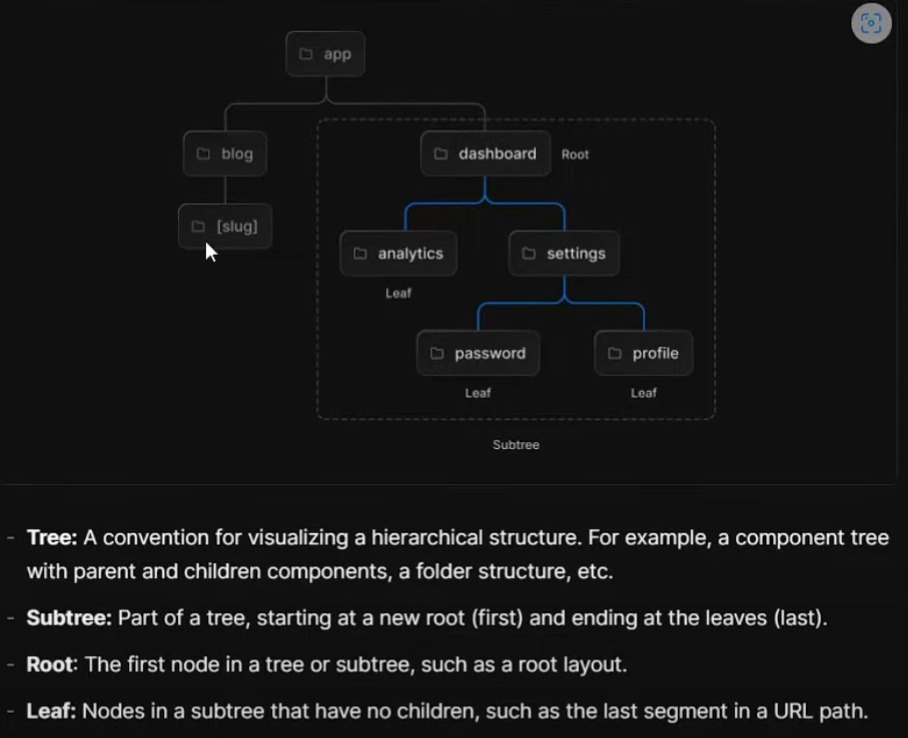 app
blog
dashboard
Root
[slug]
analytics
settings
Leaf
password
profile
Leaf
Leaf
Subtree
- Tree: A convention for visualizing a hierarchical structure. For example, a component tree
with parent and children components, a folder structure, etc.
- Subtree: Part of a tree, starting at a new root (first) and ending at the leaves (last).
- Root: The first node in a tree or subtree, such as a root layout.
- Leaf: Nodes in a subtree that have no children, such as the last segment in a URL path.